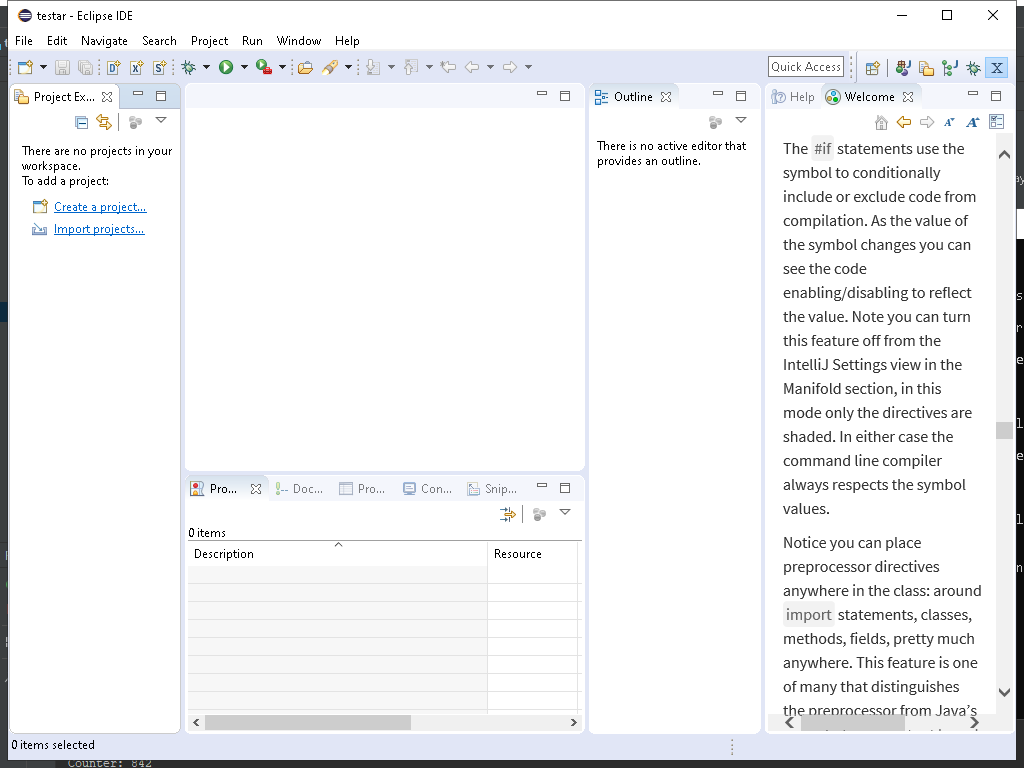 testar - Eclipse IDE
File Edit Navigate Search Project Run Window Help
Quick Access
Project Ex...
There are no projects in your
workspace.
To add a project:
Create a project...
Import projects...
Outline
There is no active editor that
provides an outline.
Help Welcome
The #if statements use the
symbol to conditionally
include or exclude code from
compilation. As the value of
the symbol changes you can
see the code
enabling/disabling to reflect
the value. Note you can turn
this feature off from the
IntelliJ Settings view in the
Manifold section, in this
mode only the directives are
shaded. In either case the
command line compiler
always respects the symbol
values.
Notice you can place
preprocessor directives
anywhere in the class: around
import statements, classes,
methods, fields, pretty much
anywhere. This feature is one
of many that distinguishes
the preprocessor from Java's
Pro... Doc... Pro... Con... Snip...
0 items
Description Resource
0 items selected
Counter: 842